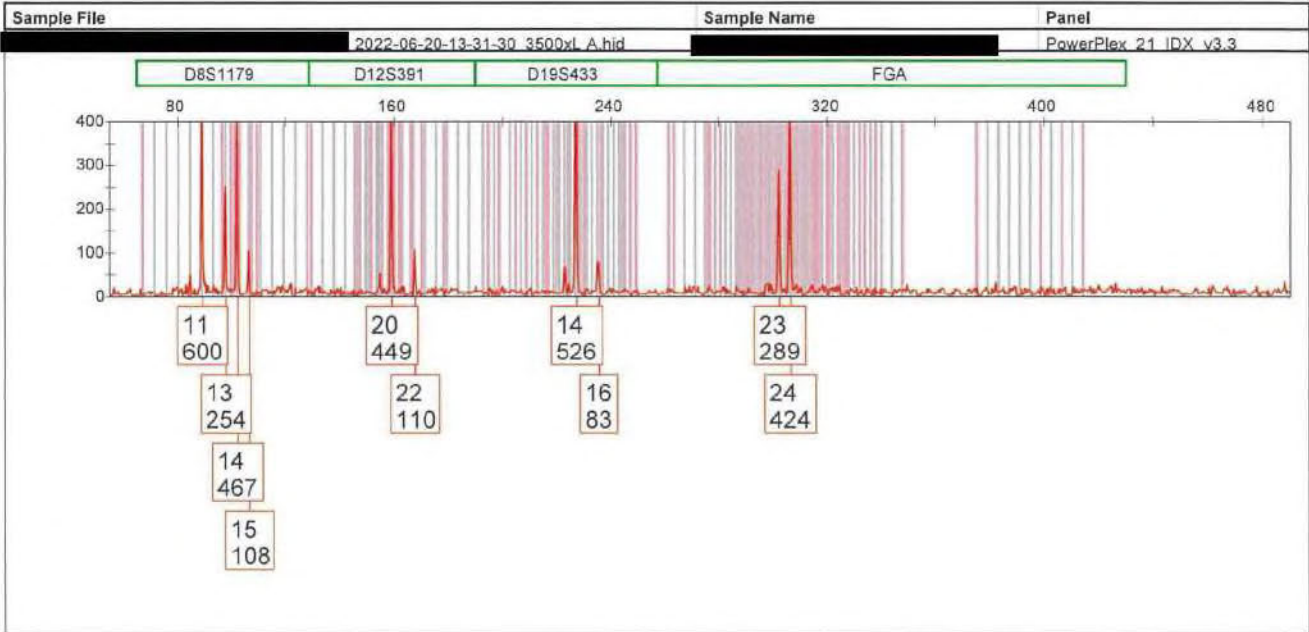 Sample File Sample Name Panel
2022-06-20-13-31-30_3500xL_A.hid PowerPlex_21_IDX_v3.3
D8S1179 D12S391 D19S433 FGA
80 160 240 320 400 480
400
300
200
100
0
11 20 14 23
600 449 526 289
13 22 16 24
254 110 83 424
14
467
15
108